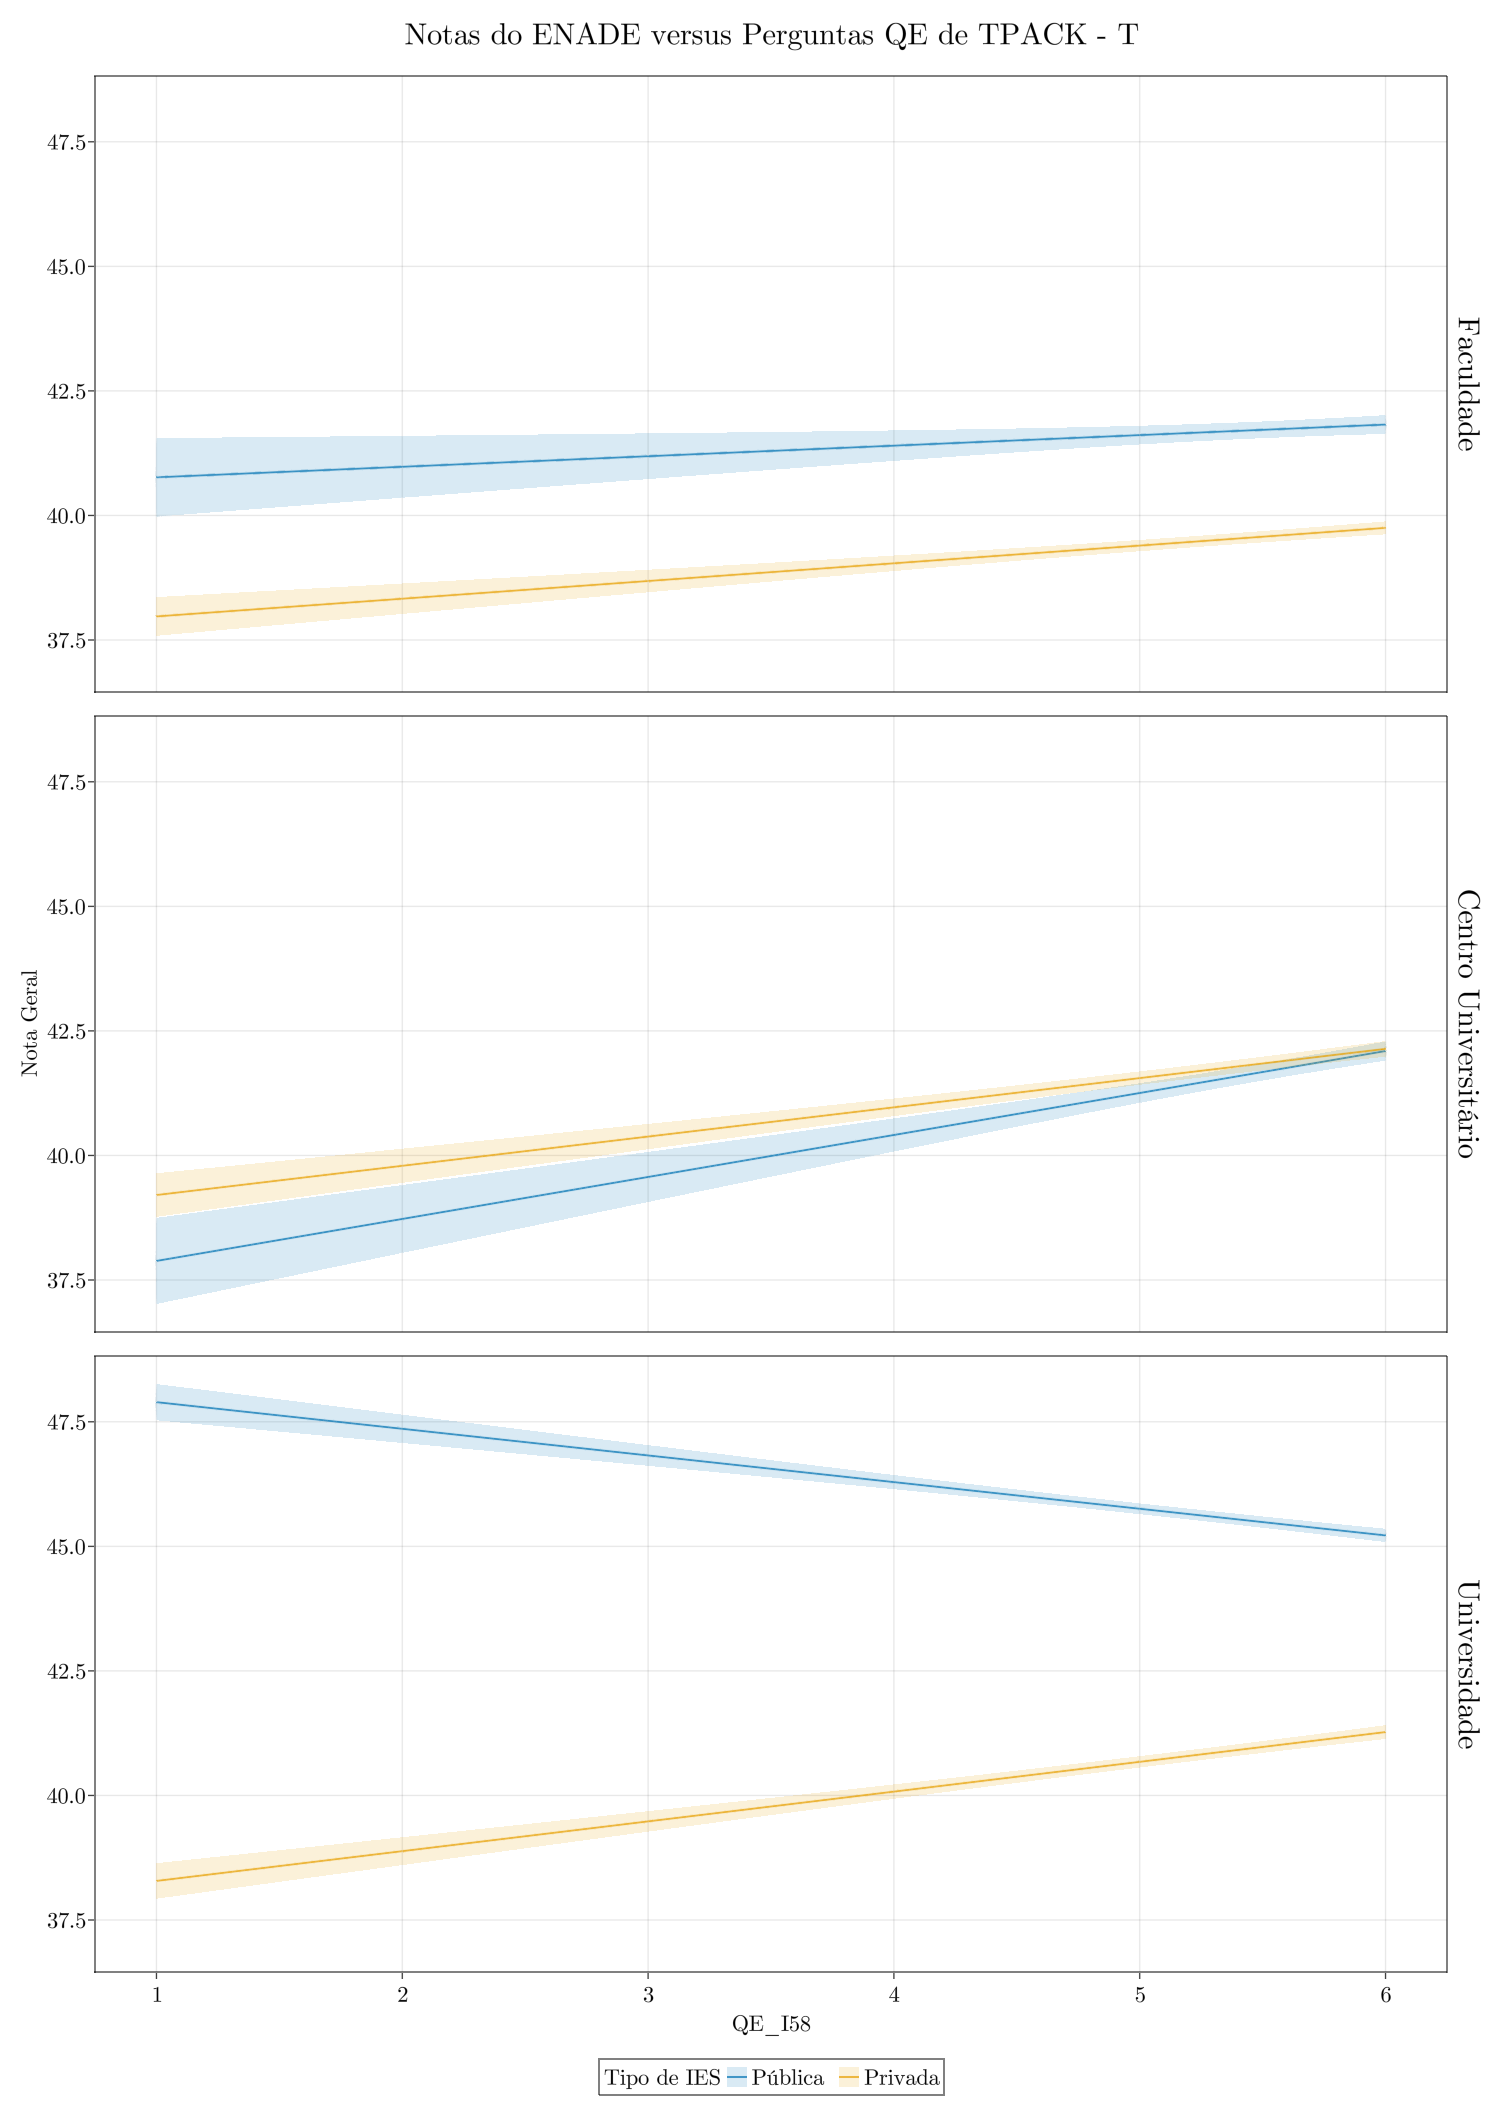 Notas do ENADE versus Perguntas QE de TPACK - T
47.5
45.0
42.5
40.0
37.5
Faculdade
Nota Geral
47.5
45.0
42.5
40.0
37.5
Centro Universitário
47.5
45.0
42.5
40.0
37.5
Universidade
1 2 3 4 5 6
QE_I58
Tipo de IES Pública Privada